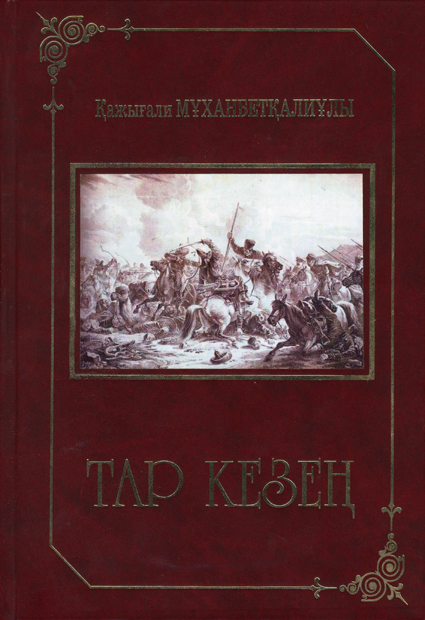 Қажығали МҰХАНБЕТҚАЛИҰЛЫ
ТАР КЕЗЕҢ